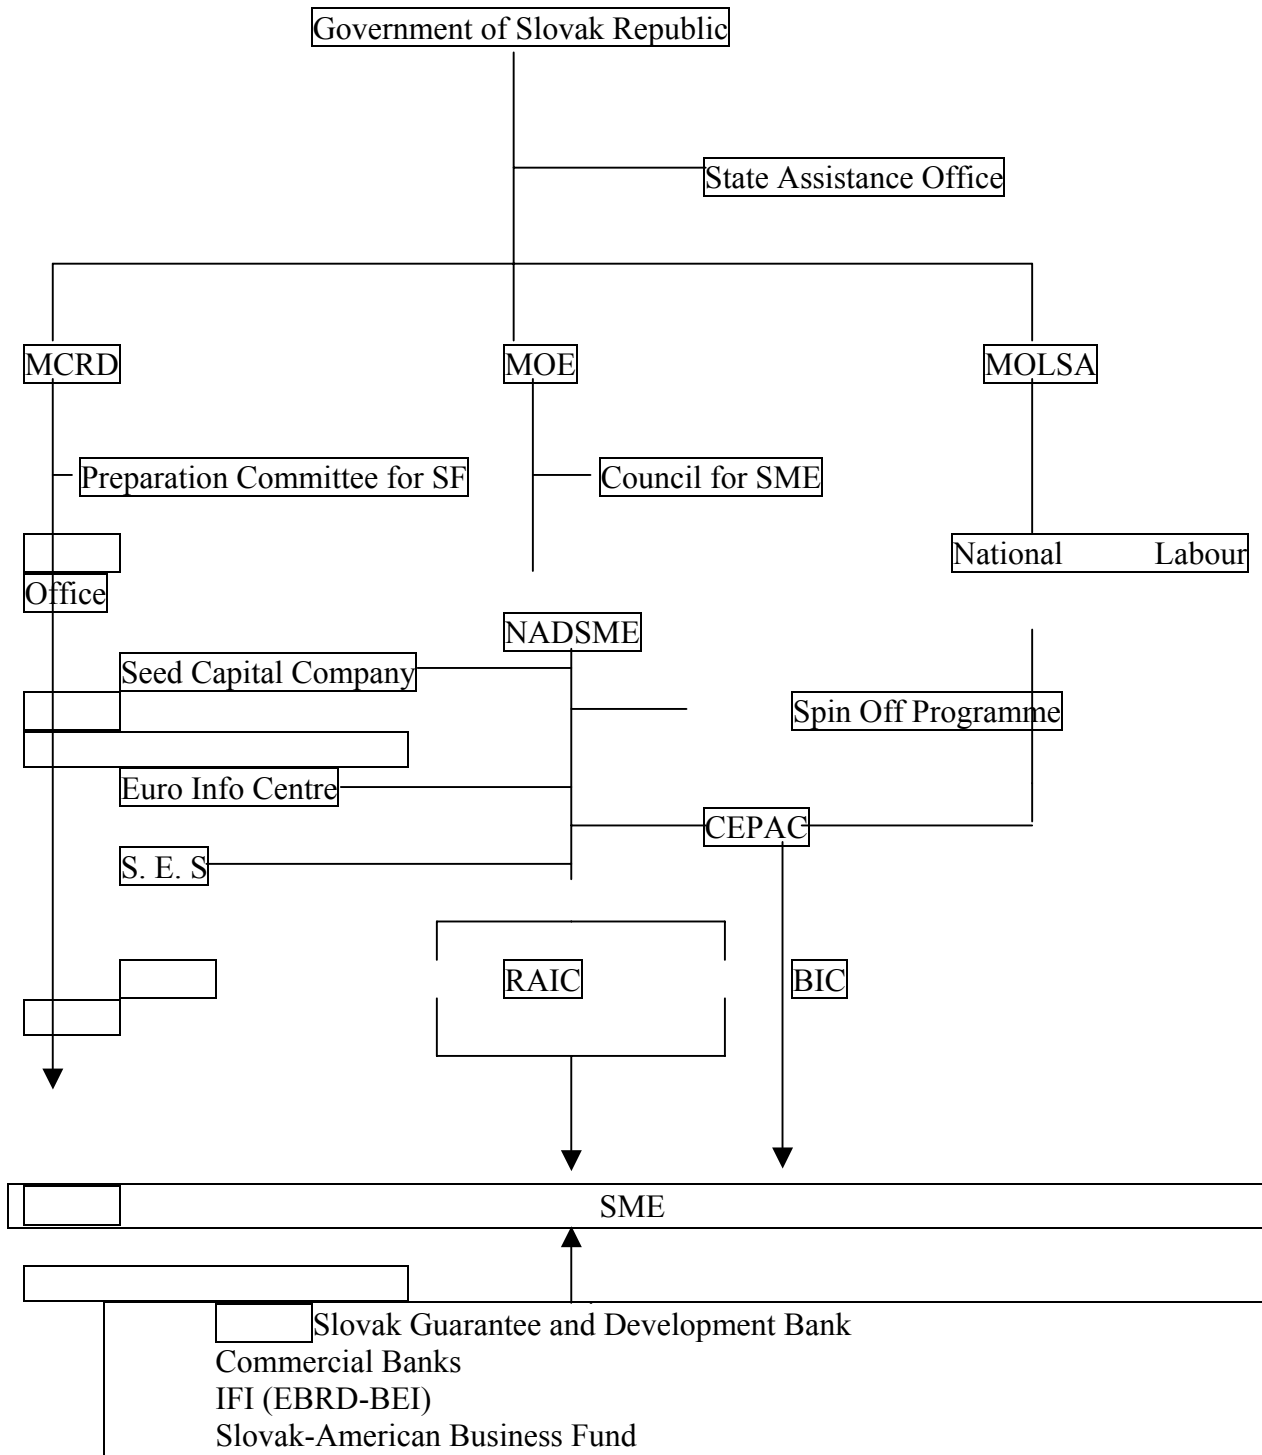 Government of Slovak Republic
State Assistance Office
MCRD MOE MOLSA
Preparation Committee for SF Council for SME
National Labour
Office
NADSME
Seed Capital Company
Spin Off Programme
Euro Info Centre
CEPAC
S. E. S
RAIC BIC
SME
Slovak Guarantee and Development Bank
Commercial Banks
IFI (EBRD-BEI)
Slovak-American Business Fund